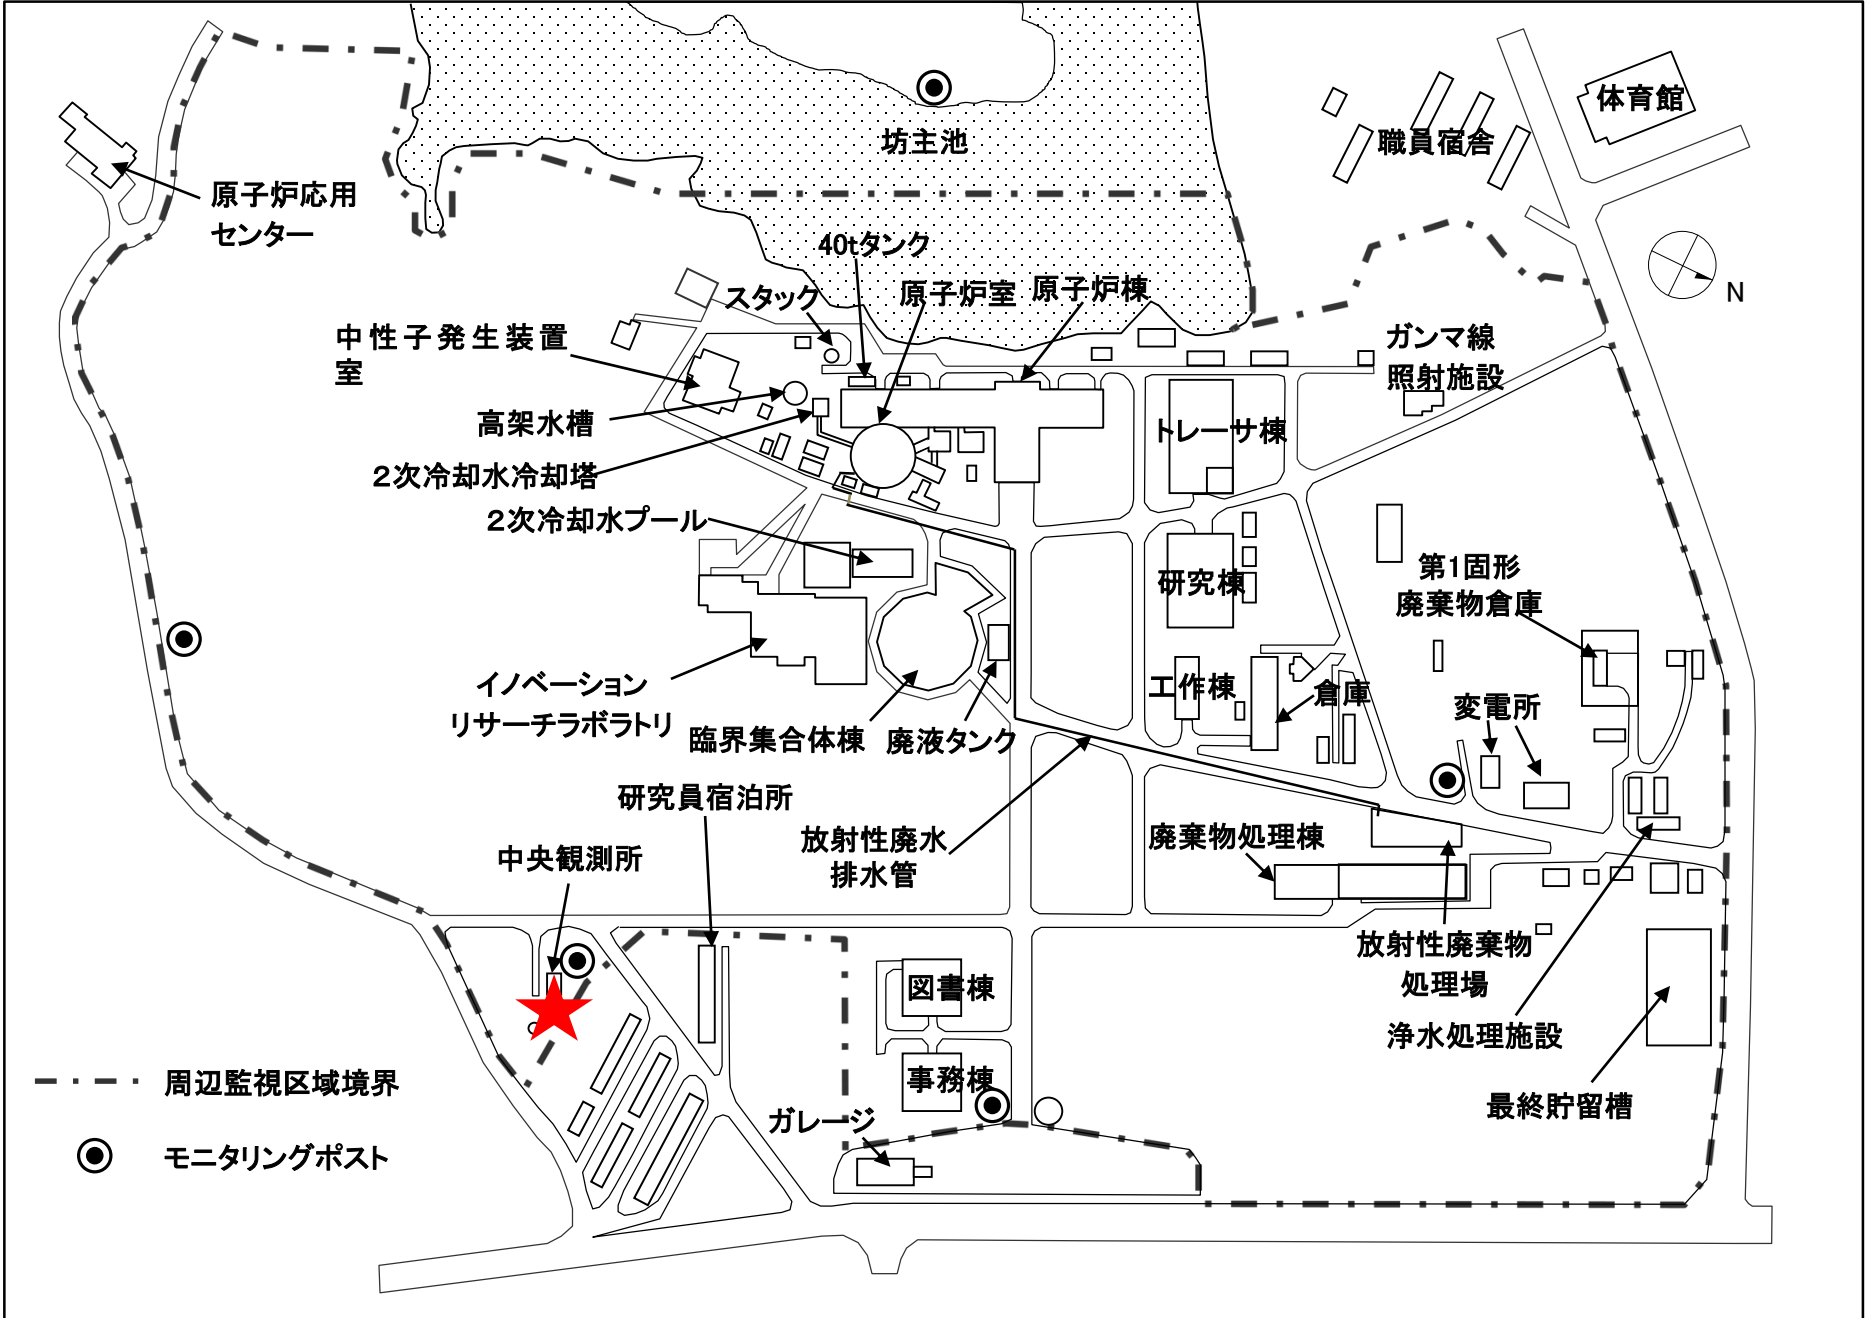 体育館
坊主池
職員宿舎
原子炉応用
センター
40tタンク
スタック
原子炉室
原子炉棟
N
中性子発生装置
室
ガンマ線
照射施設
高架水槽
トレーサ棟
２次冷却水冷却塔
２次冷却水プール
第1固形
廃棄物倉庫
研究棟
イノベーション
リサーチラボラトリ
工作棟
倉庫
変電所
臨界集合体棟
廃液タンク
研究員宿泊所
放射性廃水
排水管
廃棄物処理棟
中央観測所
放射性廃棄物
処理場
図書棟
浄水処理施設
周辺監視区域境界
事務棟
最終貯留槽
ガレージ
モニタリングポスト